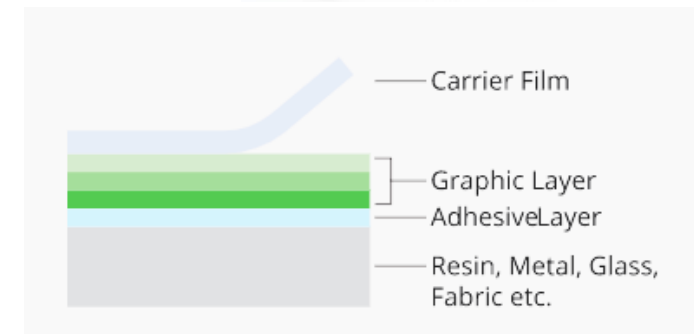 Carrier Film
Graphic Layer
AdhesiveLayer
Resin, Metal, Glass,
Fabric etc.